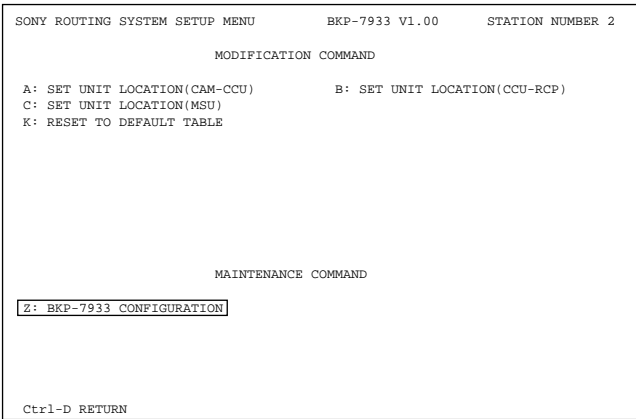 SONY ROUTING SYSTEM SETUP MENU BKP-7933 V1.00 STATION NUMBER 2
MODIFICATION COMMAND
A: SET UNIT LOCATION(CAM-CCU) B: SET UNIT LOCATION(CCU-RCP)
C: SET UNIT LOCATION(MSU)
K: RESET TO DEFAULT TABLE
MAINTENANCE COMMAND
Z: BKP-7933 CONFIGURATION
Ctrl-D RETURN